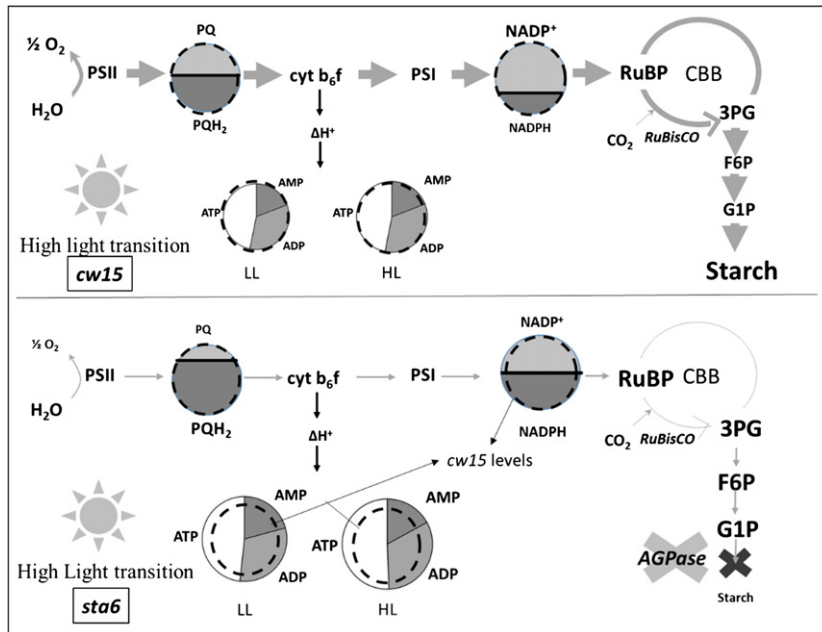 ½ O₂
H₂O
PSII
PQ
PQH₂
cyt b₆f
PSI
NADP⁺
NADPH
RuBP
CBB
CO₂
RuBisCO
3PG
F6P
G1P
Starch
ΔH⁺
ATP
AMP
ADP
LL
ATP
AMP
ADP
HL
High light transition
cw15
½ O₂
H₂O
PSII
PQ
PQH₂
cyt b₆f
PSI
NADP⁺
NADPH
RuBP
CBB
CO₂
RuBisCO
3PG
F6P
G1P
AGPase
Starch
ΔH⁺
cw15 levels
ATP
AMP
ADP
LL
ATP
AMP
ADP
HL
High Light transition
sta6